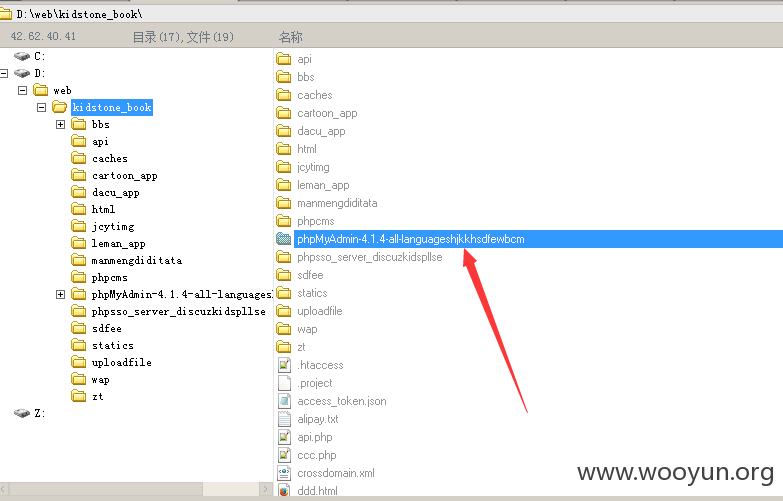 D:\web\kidstone_book\
42.62.40.41
目录(17),文件(19)
名称
C:
D:
web
kidstone_book
bbs
api
caches
cartoon_app
dacu_app
html
jcytimg
leman_app
manmengdiditata
phpcms
phpMyAdmin-4.1.4-all-languagesh
phpsso_server_discuzkidspllse
sdfee
statics
uploadfile
wap
zt
Z:
api
bbs
caches
cartoon_app
dacu_app
html
jcytimg
leman_app
manmengdiditata
phpcms
phpMyAdmin-4.1.4-all-languageshjkkhsdfewbcm
phpsso_server_discuzkidspllse
sdfee
statics
uploadfile
wap
zt
.htaccess
.project
access_token.json
alipay.txt
api.php
ccc.php
crossdomain.xml
ddd.html
www.wooyun.org